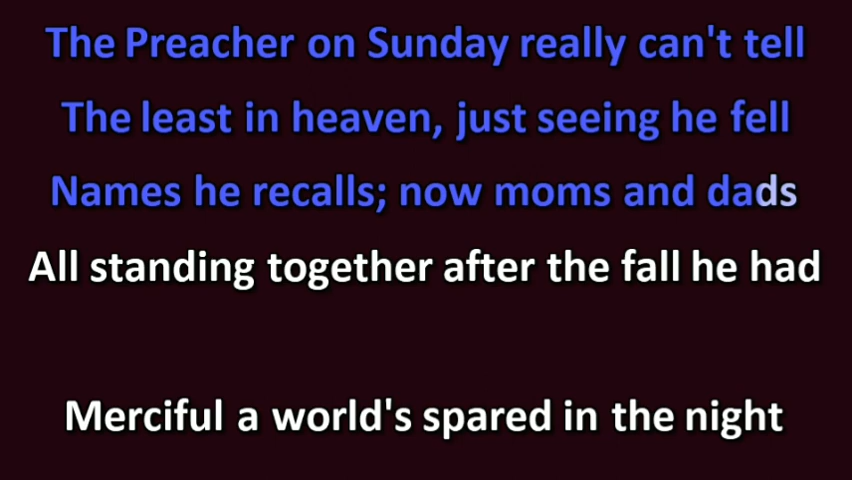 The Preacher on Sunday really can't tell
The least in heaven, just seeing he fell
Names he recalls; now moms and dads
All standing together after the fall he had
Merciful a world's spared in the night